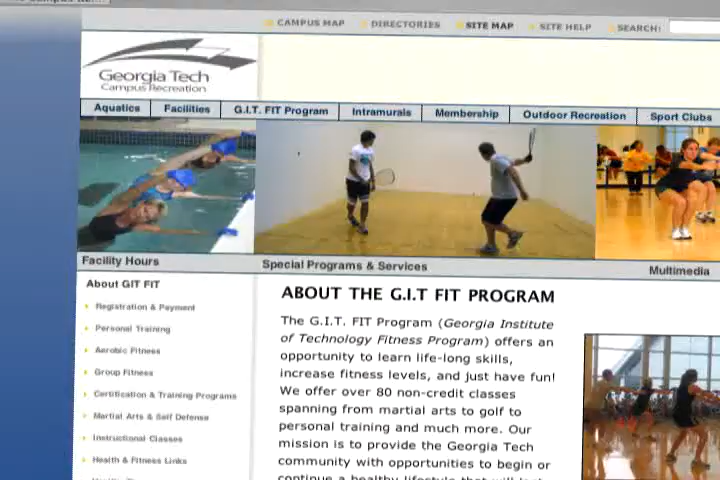 CAMPUS MAP DIRECTORIES SITE MAP SITE HELP SEARCH:
Georgia Tech
Campus Recreation
Aquatics Facilities G.I.T. FIT Program Intramurals Membership Outdoor Recreation Sport Clubs
Facility Hours Special Programs & Services Multimedia
About GIT FIT
Registration & Payment
Personal Training
Aerobic Fitness
Group Fitness
Certification & Training Programs
Martial Arts & Self Defense
Instructional Classes
Health & Fitness Links
ABOUT THE G.I.T FIT PROGRAM
The G.I.T. FIT Program (Georgia Institute
of Technology Fitness Program) offers an
opportunity to learn life-long skills,
increase fitness levels, and just have fun!
We offer over 80 non-credit classes
spanning from martial arts to golf to
personal training and much more. Our
mission is to provide the Georgia Tech
community with opportunities to begin or
continue a healthy lifestyle that will last